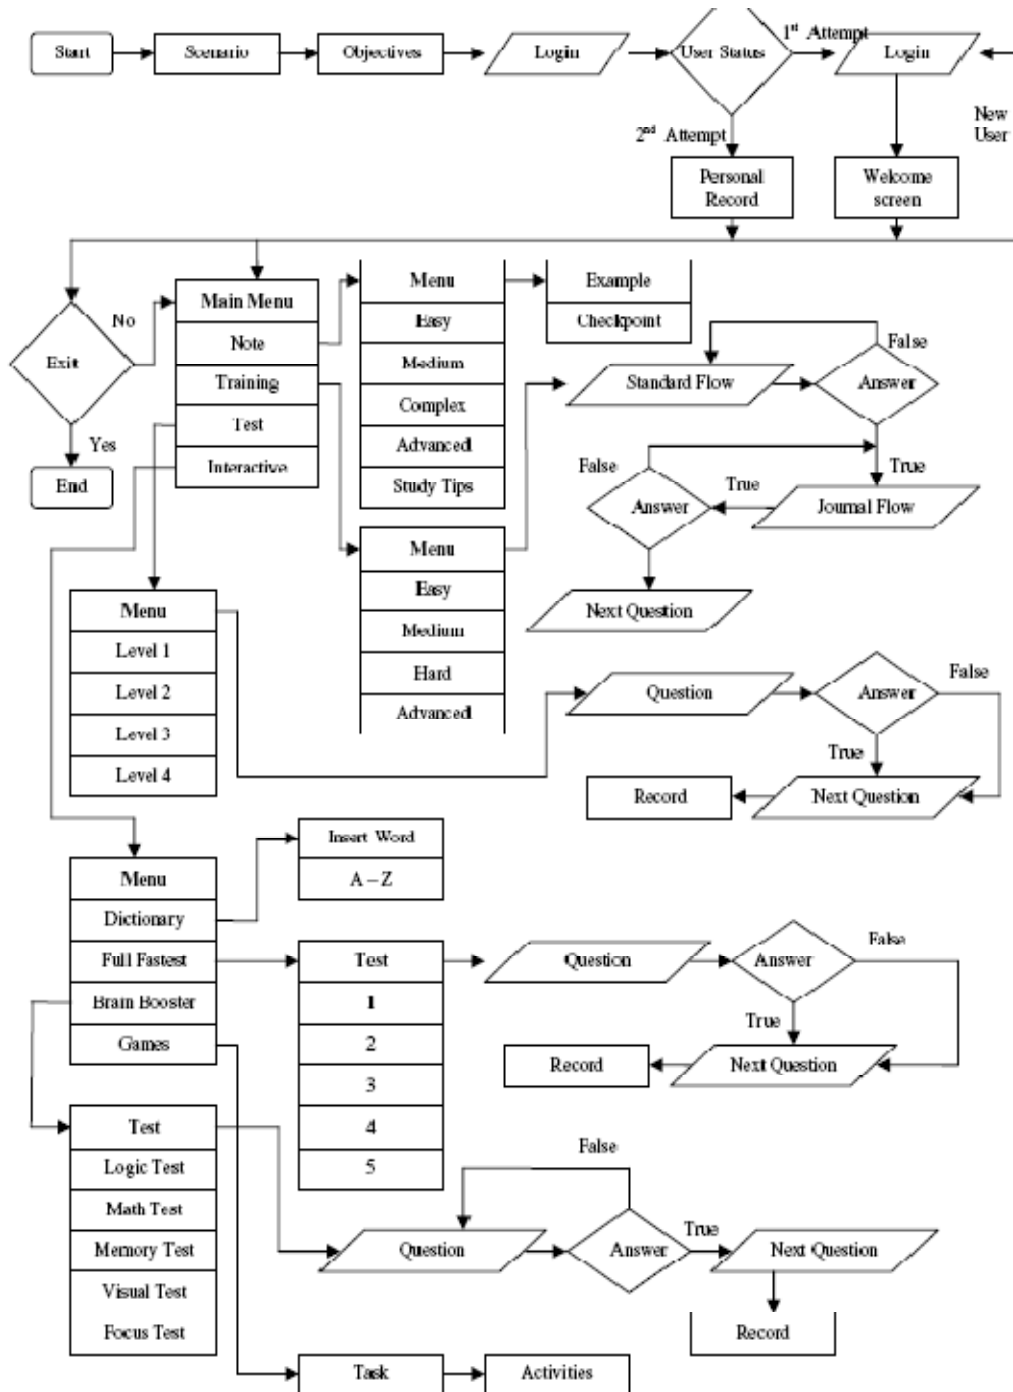 Start
Scenario
Objectives
Login
User Status
1st Attempt
Login
New
User
2nd Attempt
Personal
Record
Welcome
screen
Exit
No
Yes
End
Main Menu
Note
Training
Test
Interactive
Menu
Easy
Medium
Complex
Advanced
Study Tips
Example
Checkpoint
Standard Flow
Answer
False
True
Journal Flow
True
Answer
False
Next Question
Menu
Easy
Medium
Hard
Advanced
Menu
Level 1
Level 2
Level 3
Level 4
Question
Answer
False
True
Next Question
Record
Menu
Dictionary
Full Fastest
Brain Booster
Games
Insert Word
A – Z
Test
1
2
3
4
5
Question
Answer
False
True
Next Question
Record
Test
Logic Test
Math Test
Memory Test
Visual Test
Focus Test
Question
Answer
False
True
Next Question
Record
Task
Activities